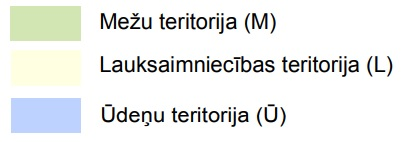 Mežu teritorija (M)
Lauksaimniecības teritorija (L)
Ūdeņu teritorija (Ū)